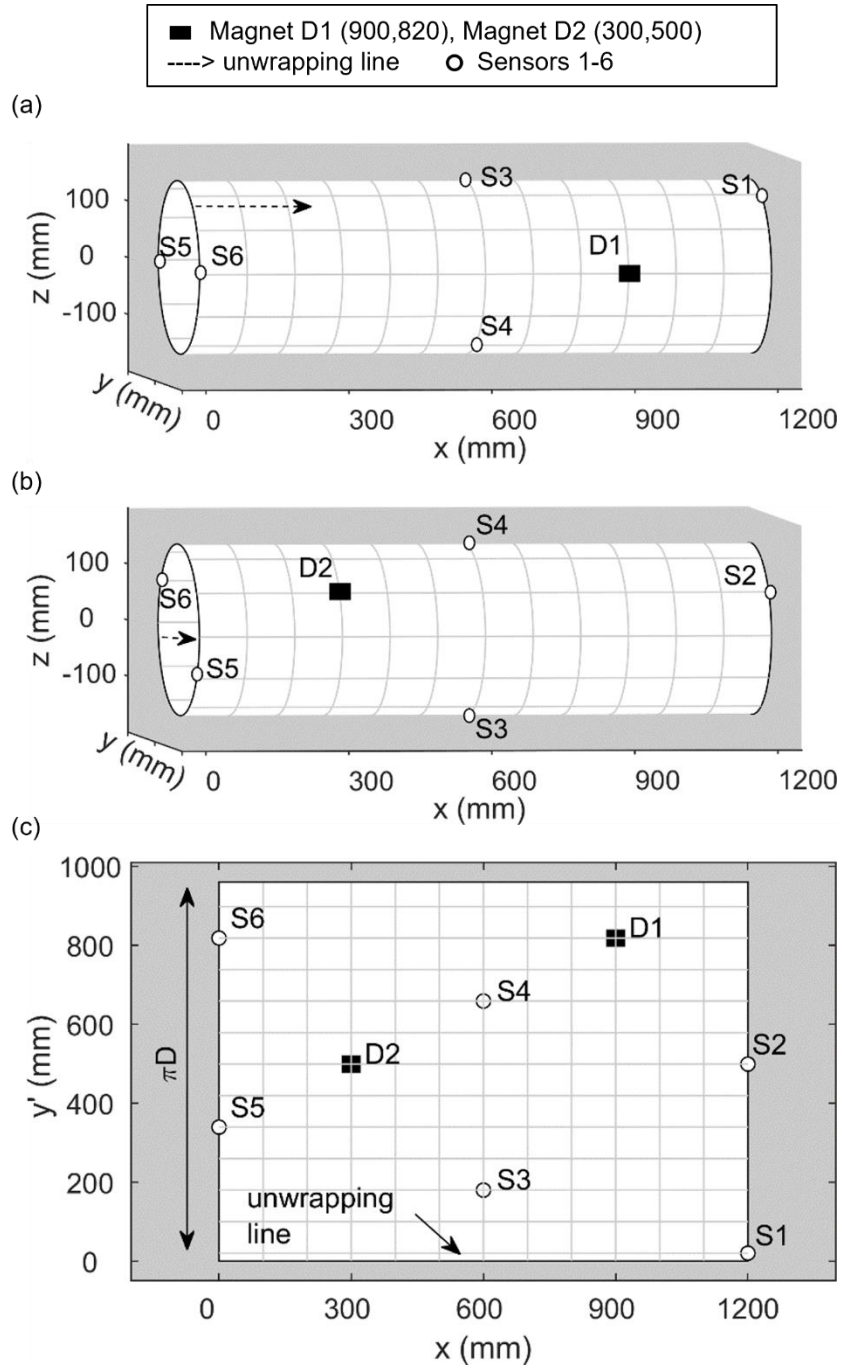 Magnet D1 (900,820), Magnet D2 (300,500)
----> unwrapping line Sensors 1-6
(a)
S3
S1
100
S5
S6
0
D1
z (mm)
-100
S4
y (mm)
0 300 600 900 1200
x (mm)
(b)
S4
100
D2
S2
S6
0
z (mm)
S5
-100
S3
y (mm)
0 300 600 900 1200
x (mm)
(c)
1000
S6
D1
800
S4
600
πD
S2
D2
y' (mm)
400
S5
S3
200
unwrapping
line
S1
0
0 300 600 900 1200
x (mm)